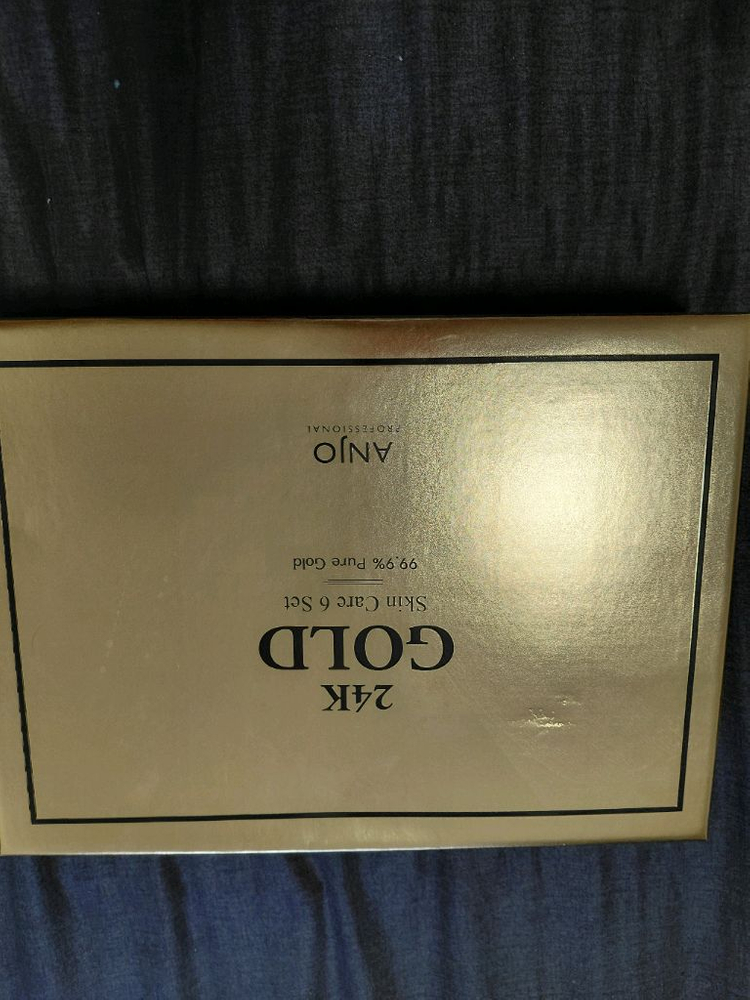 24K
GOLD
Skin Care 6 Set
99.9% Pure Gold
ANJO
PROFESSIONAL